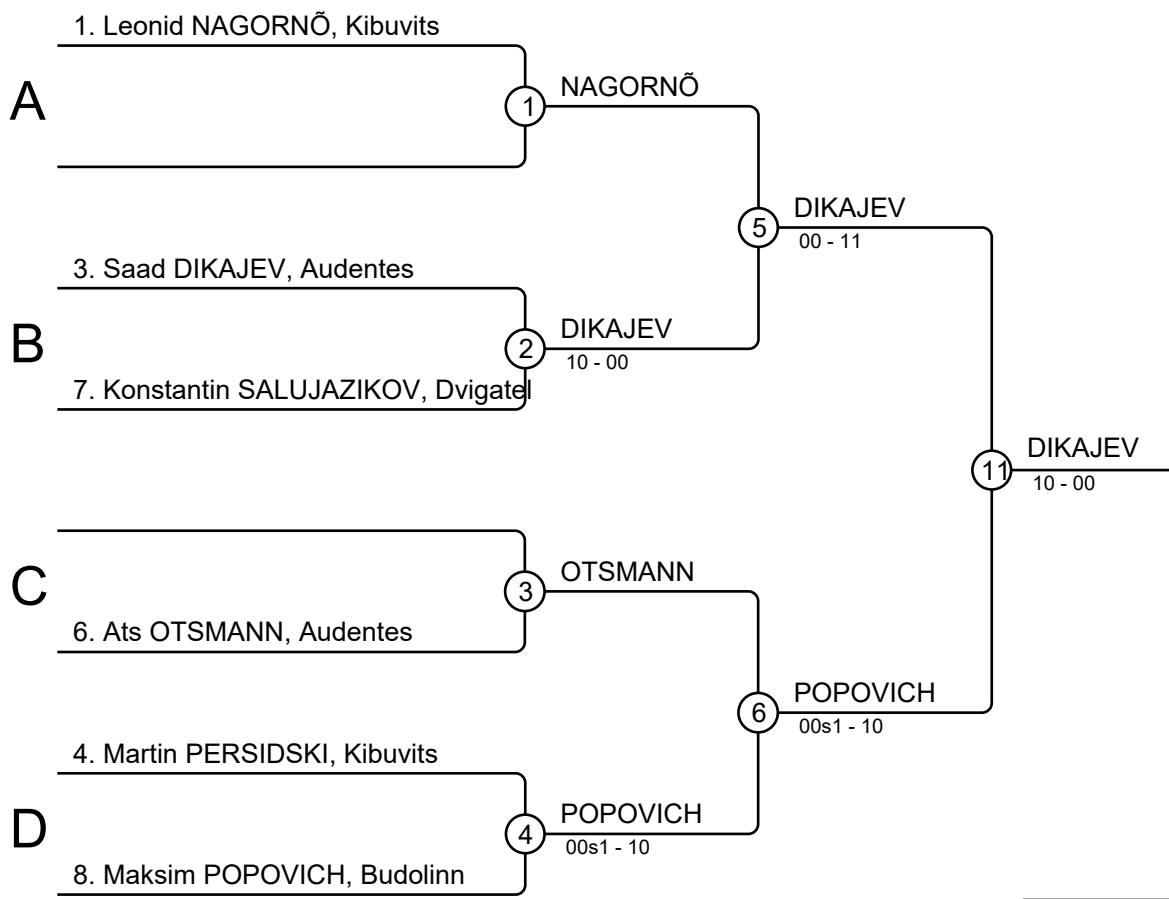 1. Leonid NAGORNÕ, Kibuvits
A
1
NAGORNÕ
5
DIKAJEV
00 - 11
3. Saad DIKAJEV, Audentes
B
2
DIKAJEV
10 - 00
7. Konstantin SALUJAZIKOV, Dvigatel
11
DIKAJEV
10 - 00
C
3
OTSMANN
6. Ats OTSMANN, Audentes
6
POPOVICH
00s1 - 10
4. Martin PERSIDSKI, Kibuvits
D
4
POPOVICH
00s1 - 10
8. Maksim POPOVICH, Budolinn